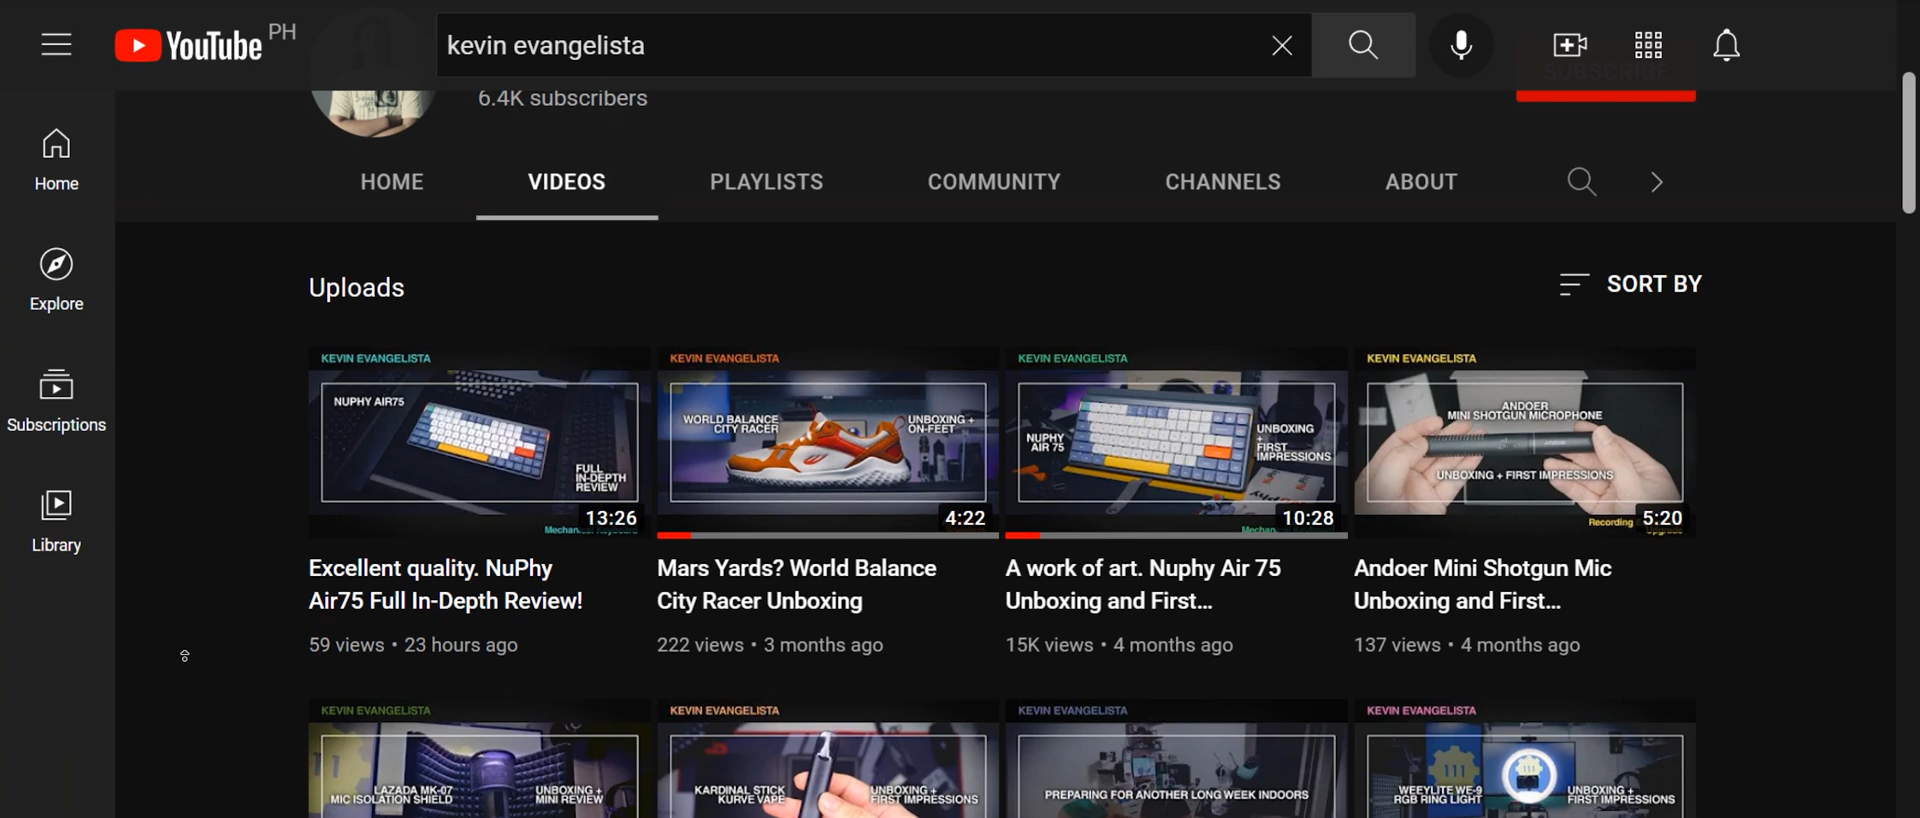 YouTube PH
kevin evangelista
6.4K subscribers
SUBSCRIBE
HOME VIDEOS PLAYLISTS COMMUNITY CHANNELS ABOUT
Home
Explore
Subscriptions
Library
Uploads
SORT BY
KEVIN EVANGELISTA
NUPHY AIR75
FULL
IN-DEPTH
REVIEW
13:26
Mechanical Keyboard
Excellent quality. NuPhy
Air75 Full In-Depth Review!
59 views • 23 hours ago
KEVIN EVANGELISTA
WORLD BALANCE
CITY RACER
UNBOXING +
ON-FEET
4:22
Mars Yards? World Balance
City Racer Unboxing
222 views • 3 months ago
KEVIN EVANGELISTA
NUPHY
AIR 75
UNBOXING
+
FIRST
IMPRESSIONS
10:28
A work of art. Nuphy Air 75
Unboxing and First...
15K views • 4 months ago
KEVIN EVANGELISTA
ANDOER
MINI SHOTGUN MICROPHONE
UNBOXING + FIRST IMPRESSIONS
Recording
Upgrade
5:20
Andoer Mini Shotgun Mic
Unboxing and First...
137 views • 4 months ago
KEVIN EVANGELISTA
LAZADA MK-07
MIC ISOLATION SHIELD
UNBOXING +
MINI REVIEW
KEVIN EVANGELISTA
KARDINAL STICK
KURVE VAPE
UNBOXING +
FIRST IMPRESSIONS
KEVIN EVANGELISTA
PREPARING FOR ANOTHER LONG WEEK INDOORS
KEVIN EVANGELISTA
WEEYLITE WE-9
RGB RING LIGHT
UNBOXING +
FIRST IMPRESSIONS